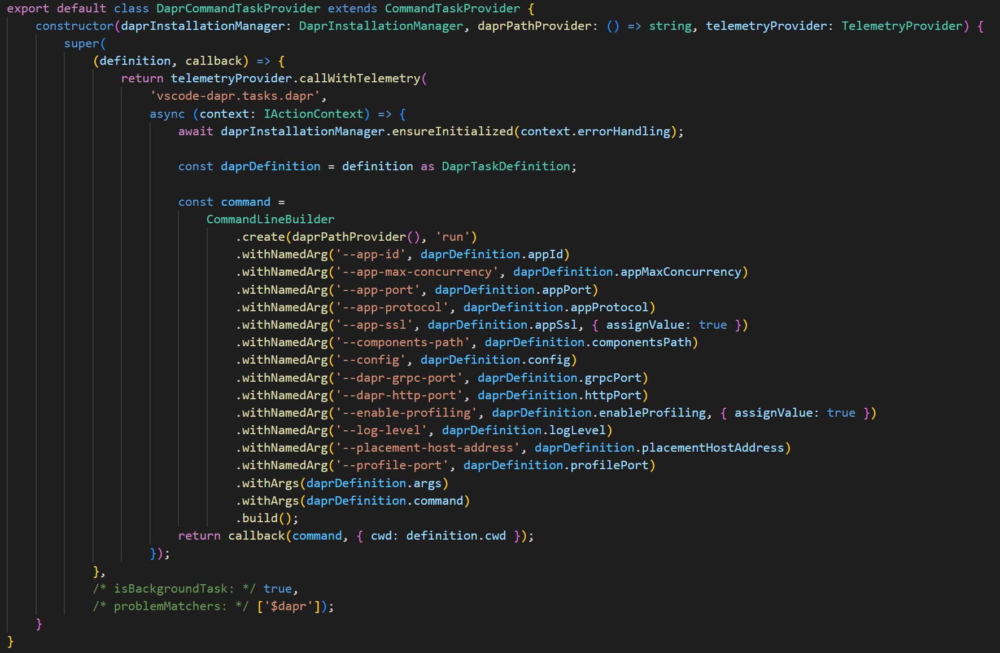 export default class DaprCommandTaskProvider extends CommandTaskProvider {
    constructor(daprInstallationManager: DaprInstallationManager, daprPathProvider: () => string, telemetryProvider: TelemetryProvider) {
        super(
            (definition, callback) => {
                return telemetryProvider.callWithTelemetry(
                    'vscode-dapr.tasks.dapr',
                    async (context: IActionContext) => {
                        await daprInstallationManager.ensureInitialized(context.errorHandling);

                        const daprDefinition = definition as DaprTaskDefinition;

                        const command =
                            CommandLineBuilder
                                .create(daprPathProvider(), 'run')
                                .withNamedArg('--app-id', daprDefinition.appId)
                                .withNamedArg('--app-max-concurrency', daprDefinition.appMaxConcurrency)
                                .withNamedArg('--app-port', daprDefinition.appPort)
                                .withNamedArg('--app-protocol', daprDefinition.appProtocol)
                                .withNamedArg('--app-ssl', daprDefinition.appSsl, { assignValue: true })
                                .withNamedArg('--components-path', daprDefinition.componentsPath)
                                .withNamedArg('--config', daprDefinition.config)
                                .withNamedArg('--dapr-grpc-port', daprDefinition.grpcPort)
                                .withNamedArg('--dapr-http-port', daprDefinition.httpPort)
                                .withNamedArg('--enable-profiling', daprDefinition.enableProfiling, { assignValue: true })
                                .withNamedArg('--log-level', daprDefinition.logLevel)
                                .withNamedArg('--placement-host-address', daprDefinition.placementHostAddress)
                                .withNamedArg('--profile-port', daprDefinition.profilePort)
                                .withArgs(daprDefinition.args)
                                .withArgs(daprDefinition.command)
                                .build();
                        return callback(command, { cwd: definition.cwd });
                    });
            },
            /* isBackgroundTask: */ true,
            /* problemMatchers: */ ['$dapr']);
    }
}